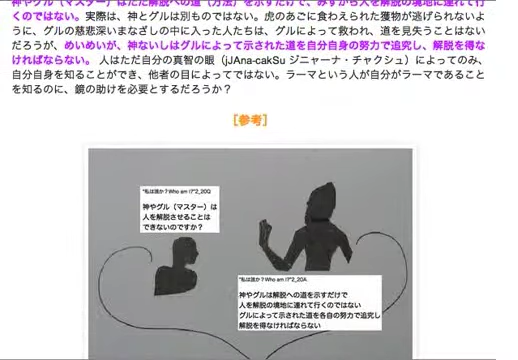 神やグル（マスター）はただ解脱への道（方法）を示すだけで、みずから人を解脱の境地に連れて行
くのではない。実際は、神とグルは別ものではない。虎のあごに食わえられた獲物が逃げられないよ
うに、グルの慈悲深いまなざしの中に入った人たちは、グルによって救われ、道を見失うことはない
だろうが、めいめいが、神ないしはグルによって示された道を自分自身の努力で追究し、解脱を得な
ければならない。 人はただ自分の真智の眼（jJAna-cakSu ジニャーナ・チャクシュ）によってのみ、
自分自身を知ることができ、他者の目によってではない。ラーマという人が自分がラーマであること
を知るのに、鏡の助けを必要とするだろうか？
［参考］
"私は誰か？Who am I?"2_20Q
神やグル（マスター）は
人を解脱させることは
できないのですか？
"私は誰か？Who am I?"2_20A
神やグルは解脱への道を示すだけで
人を解脱の境地に連れて行くのではない
グルによって示された道を各自の努力で追究し
解脱を得なければならない